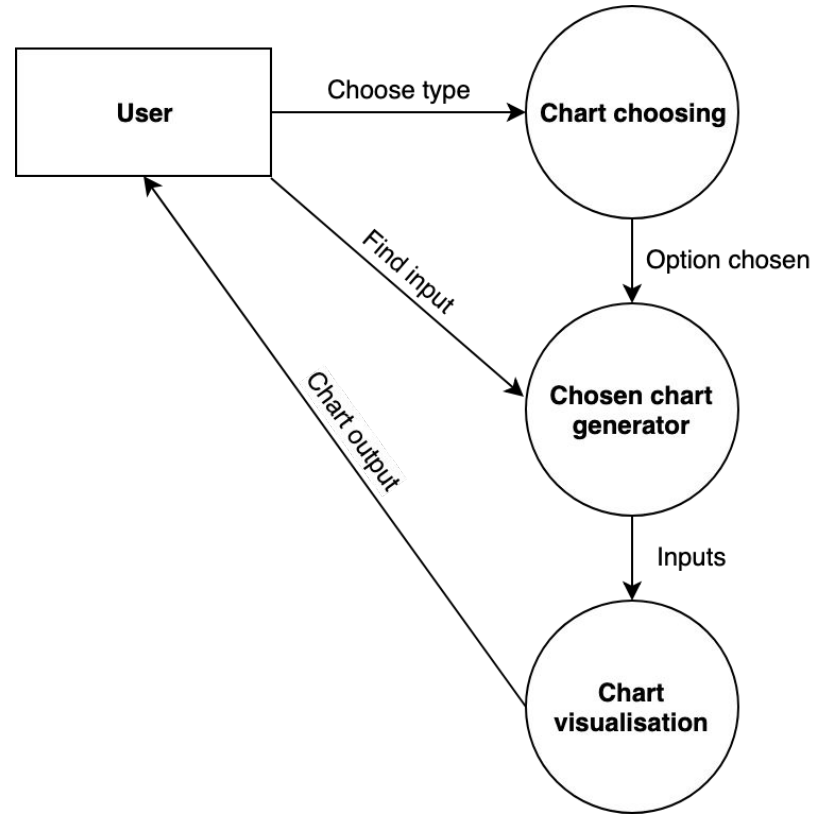 User
Choose type
Chart choosing
Find input
Option chosen
Chart output
Chosen chart
generator
Inputs
Chart
visualisation